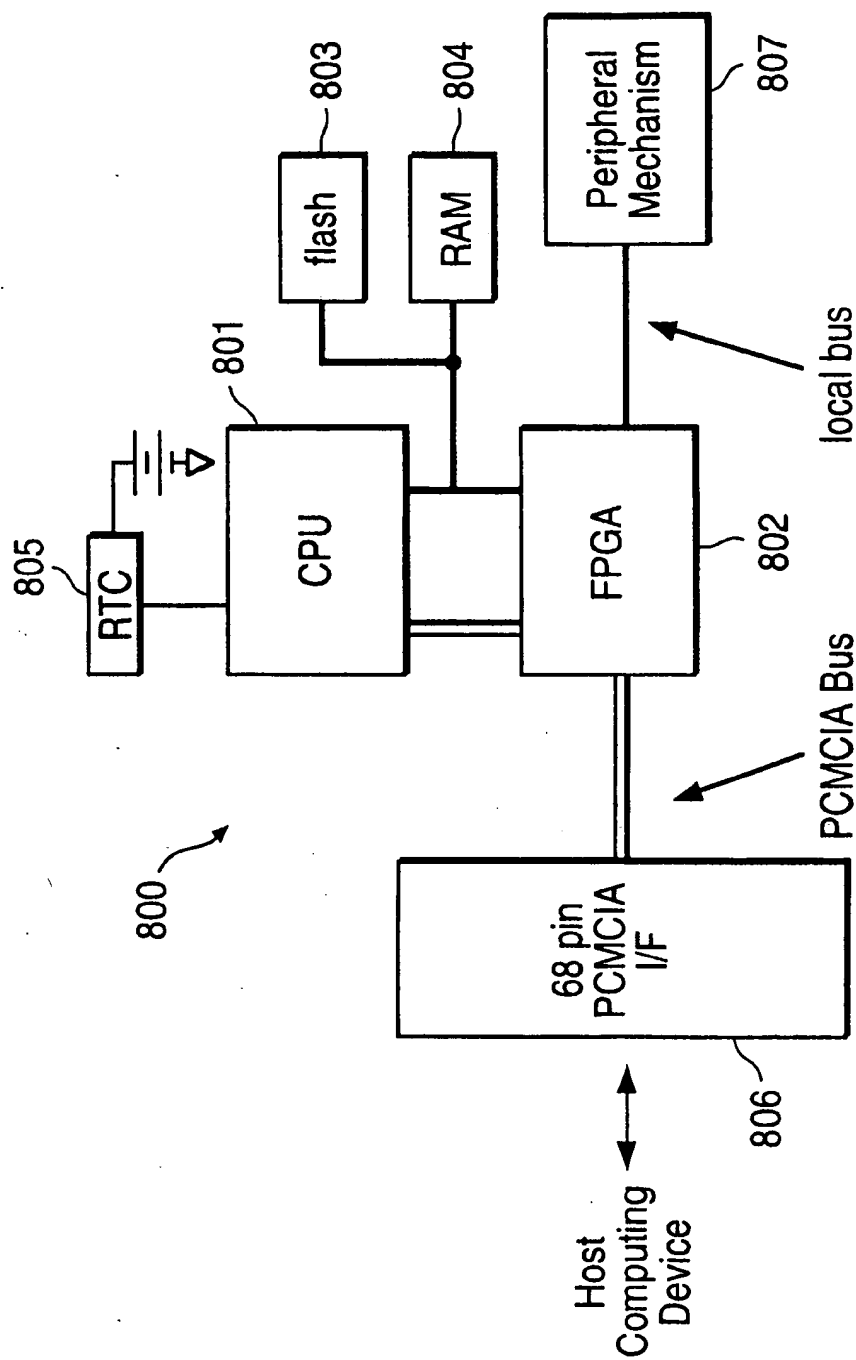 800
805
RTC
801
CPU
803
flash
804
RAM
Host
Computing
Device
806
68 pin
PCMCIA
I/F
PCMCIA Bus
FPGA
802
local bus
Peripheral
Mechanism
807